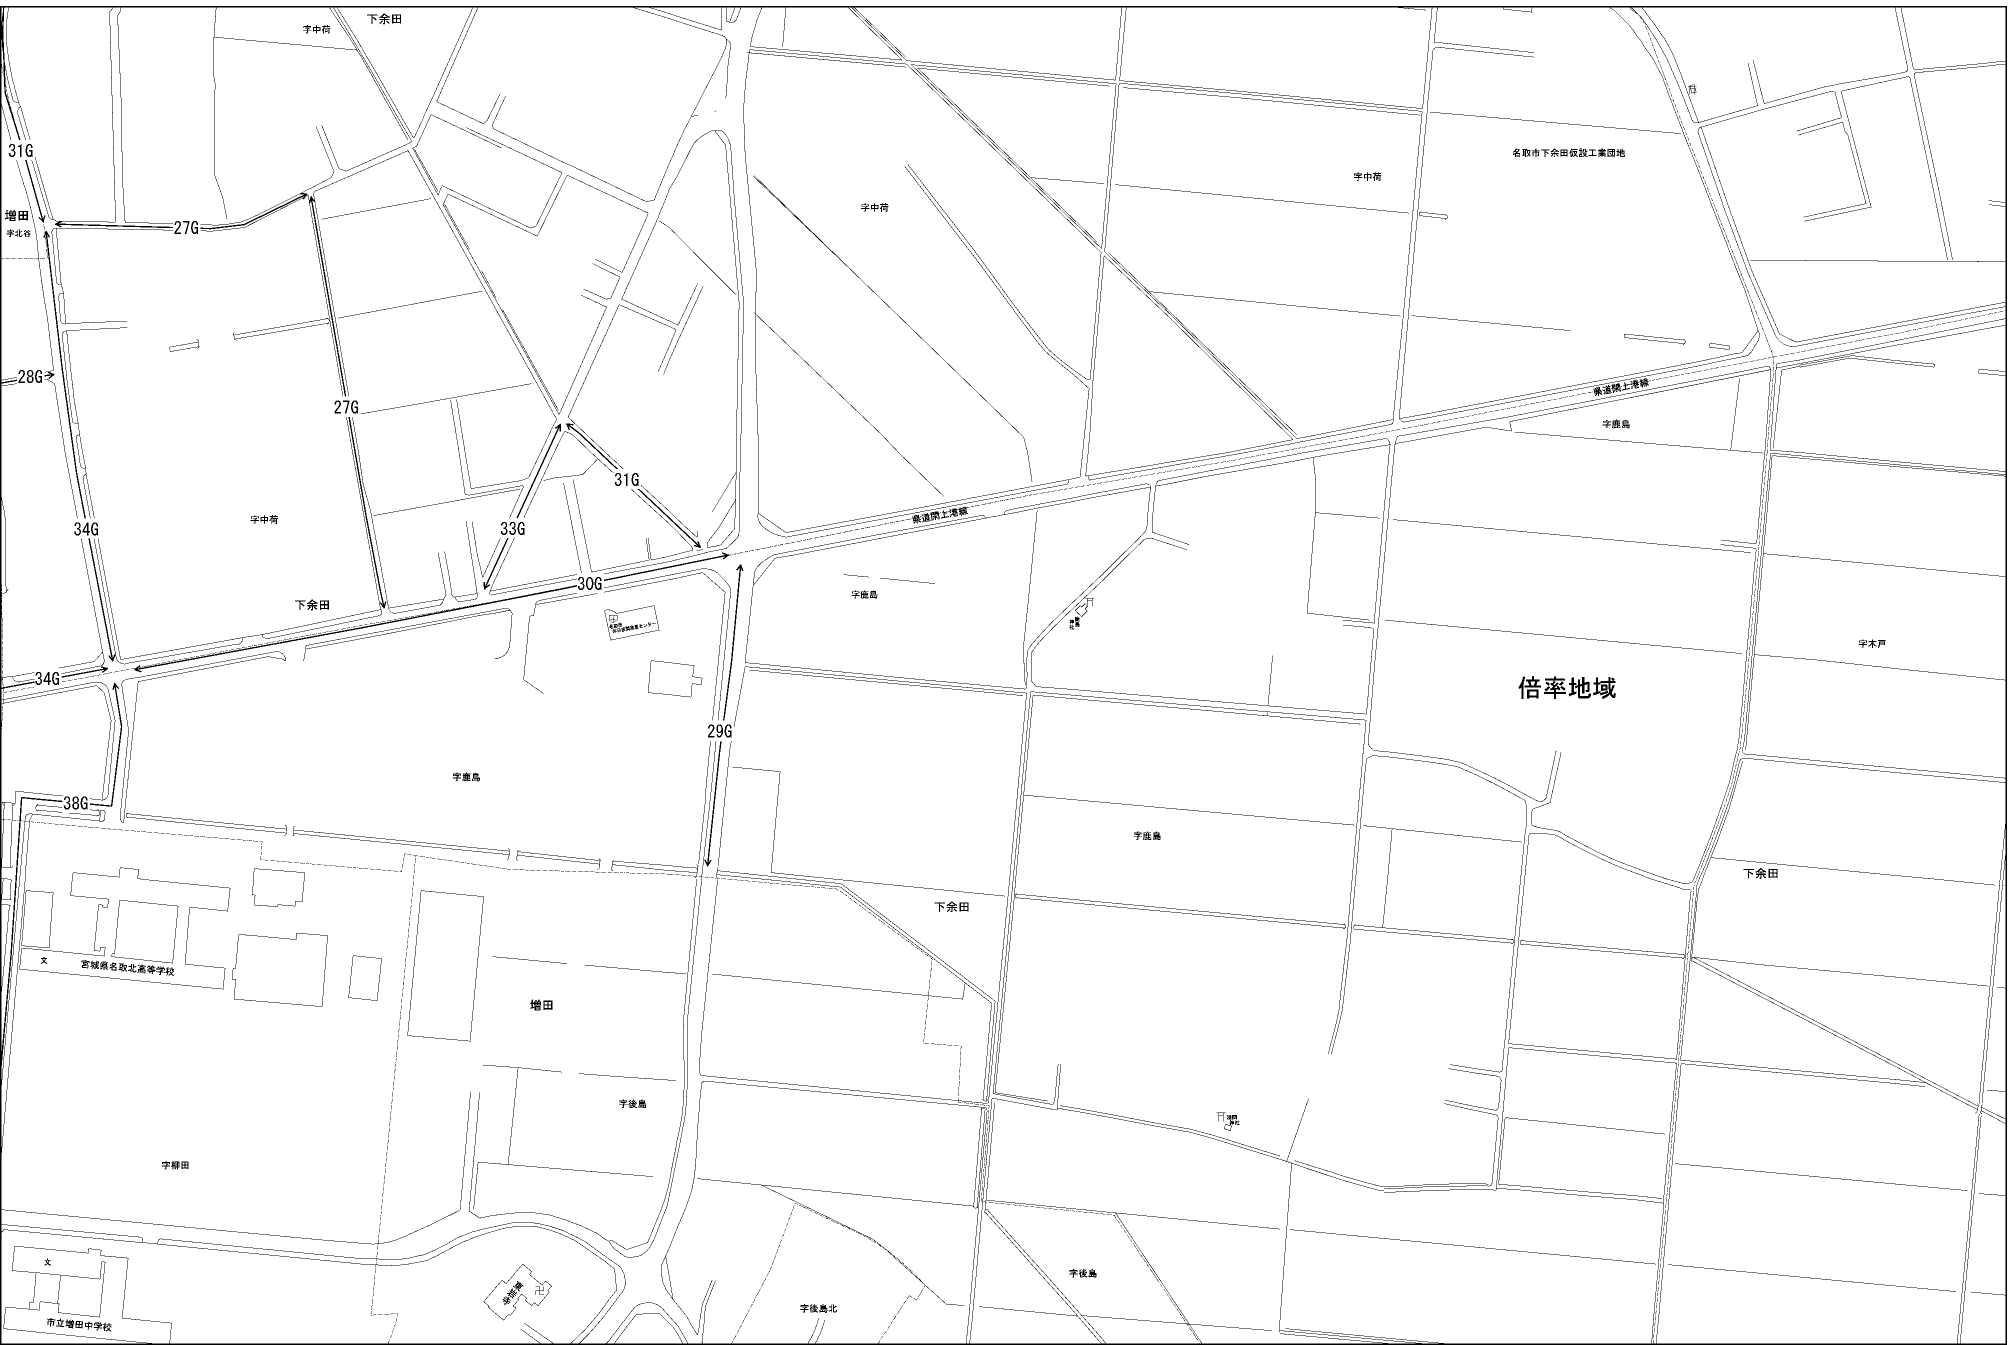 下余田
字中荷
31G
名取市下余田仮設工業団地
字中荷
字中荷
増田
27G
字北谷
28G
県道閖上港線
27G
字鹿島
31G
県道閖上港線
字中荷
34G
33G
30G
字鹿島
下余田
字木戸
34G
倍率地域
29G
字鹿島
38G
字鹿島
下余田
下余田
文
宮城県名取北高等学校
増田
字後島
神社
字柳田
文
字後島
字後島北
市立増田中学校